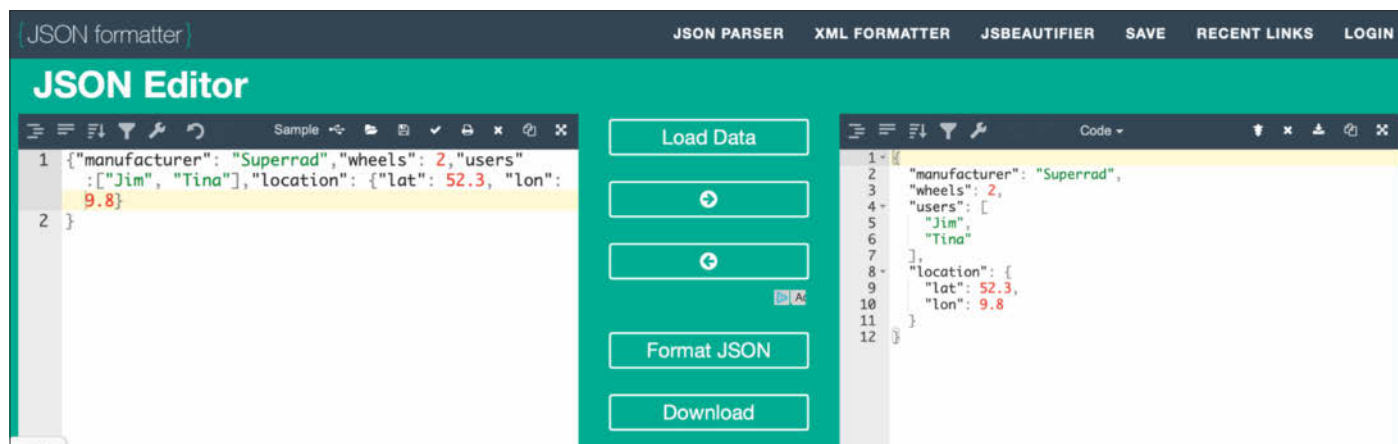 {JSON formatter}
JSON PARSER XML FORMATTER JSBEAUTIFIER SAVE RECENT LINKS LOGIN
JSON Editor
Sample
1 {"manufacturer": "Superrad","wheels": 2,"users"
:["Jim", "Tina"],"location": {"lat": 52.3, "lon":
9.8}
2 }
Load Data
Format JSON
Download
Code
1 {
2 "manufacturer": "Superrad",
3 "wheels": 2,
4 "users": [
5 "Jim",
6 "Tina"
7 ],
8 "location": {
9 "lat": 52.3,
10 "lon": 9.8
11 }
12 }